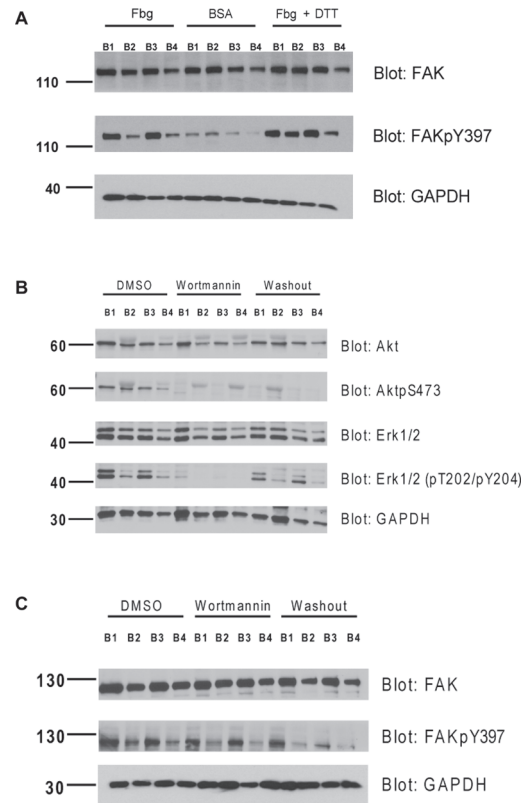 A
Fbg BSA Fbg + DTT
B1 B2 B3 B4 B1 B2 B3 B4 B1 B2 B3 B4
110 Blot: FAK
110 Blot: FAKpY397
40
Blot: GAPDH
B
DMSO Wortmannin Washout
B1 B2 B3 B4 B1 B2 B3 B4 B1 B2 B3 B4
60 Blot: Akt
60 Blot: AktpS473
40 Blot: Erk1/2
40 Blot: Erk1/2 (pT202/pY204)
30 Blot: GAPDH
C
DMSO Wortmannin Washout
B1 B2 B3 B4 B1 B2 B3 B4 B1 B2 B3 B4
130 Blot: FAK
130 Blot: FAKpY397
30 Blot: GAPDH